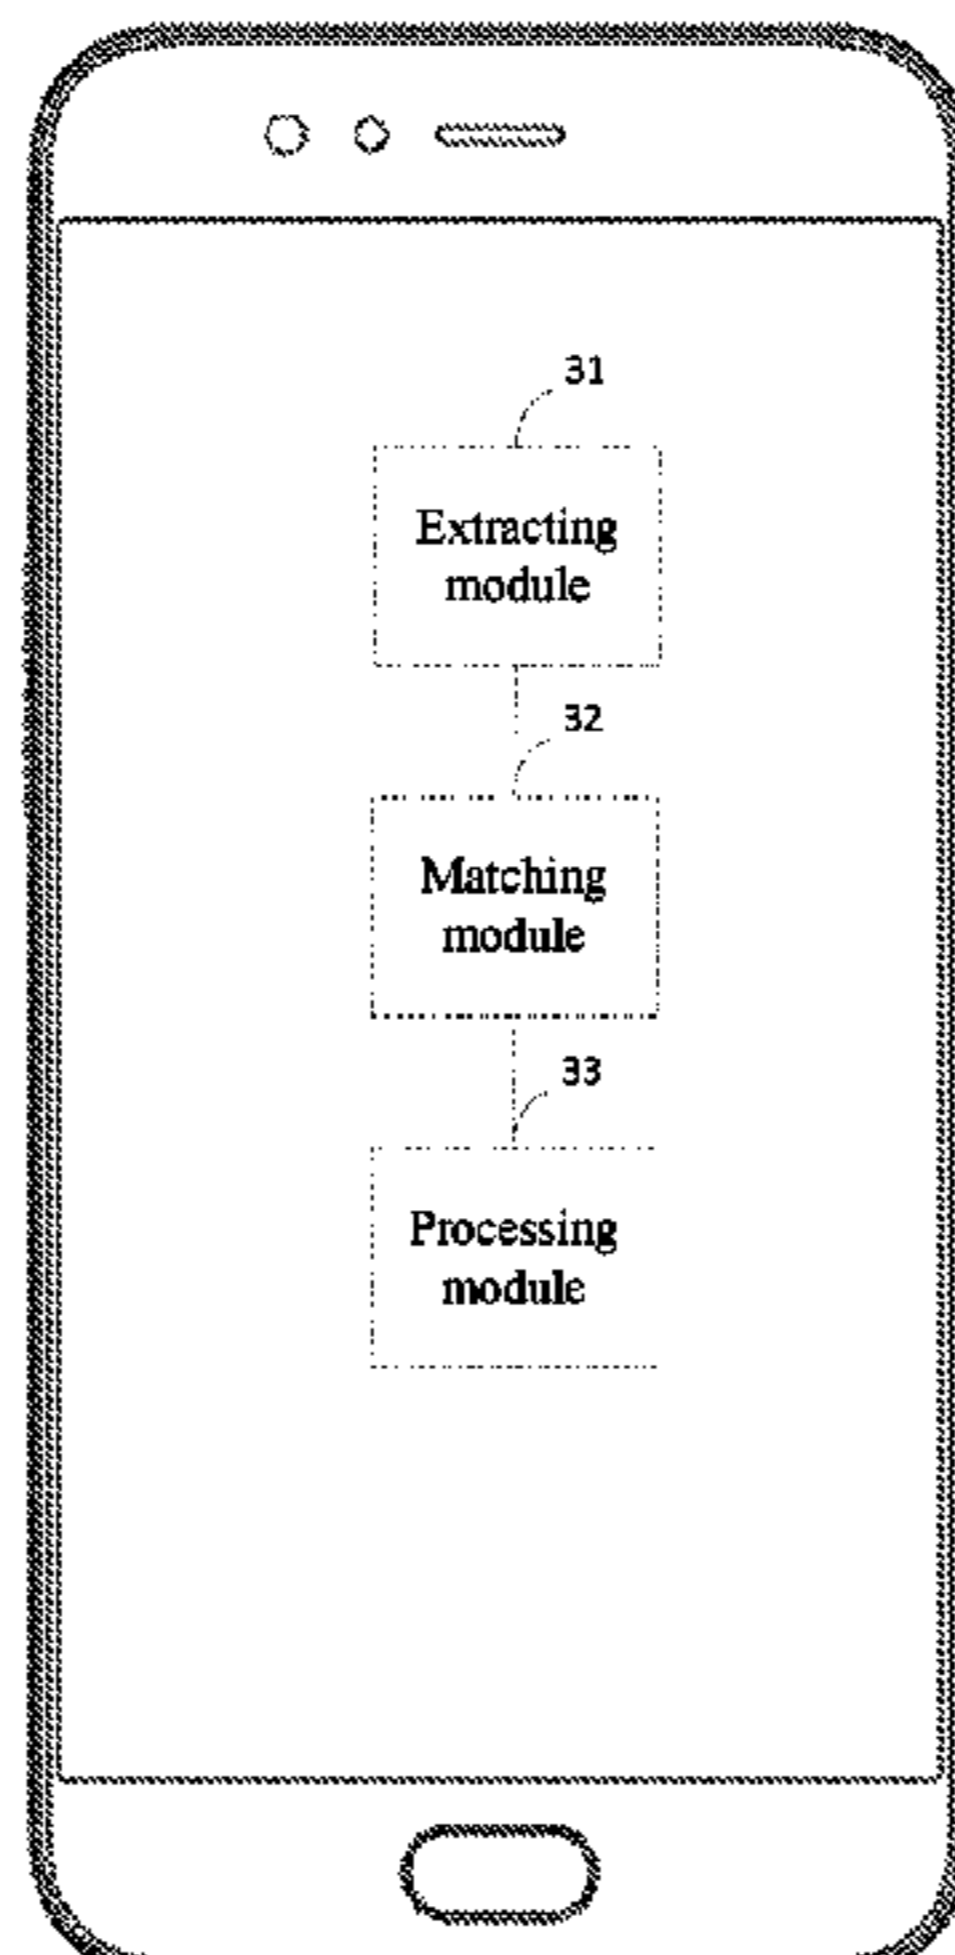 31
Extracting
module
32
Matching
module
33
Processing
module